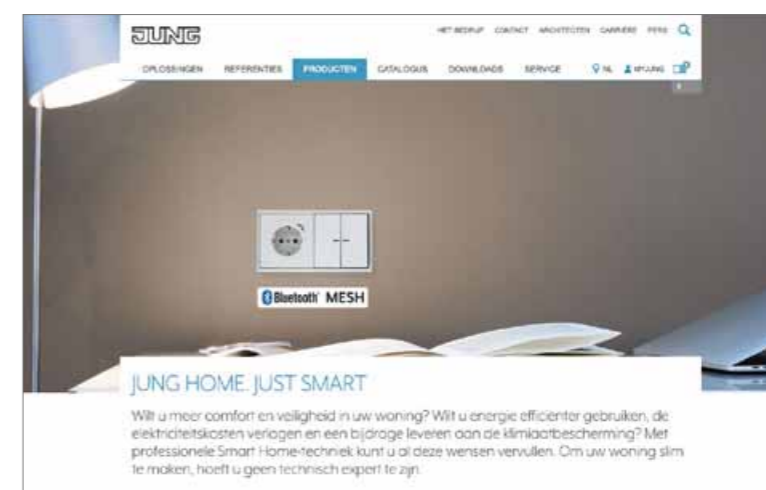 JUNG
HET BEDRIJF CONTACT ARCHITECTEN CARRIÈRE PERS
OPLOSSINGEN REFERENTIES PRODUCTEN CATALOGUS DOWNLOADS SERVICE NL MYJUNG
Bluetooth® MESH
JUNG HOME. JUST SMART
Wilt u meer comfort en veiligheid in uw woning? Wilt u energie efficiënter gebruiken, de
elektriciteitskosten verlagen en een bijdrage leveren aan de klimaatbescherming? Met
professionele Smart Home-techniek kunt u al deze wensen vervullen. Om uw woning slim
te maken, hoeft u geen technisch expert te zijn.